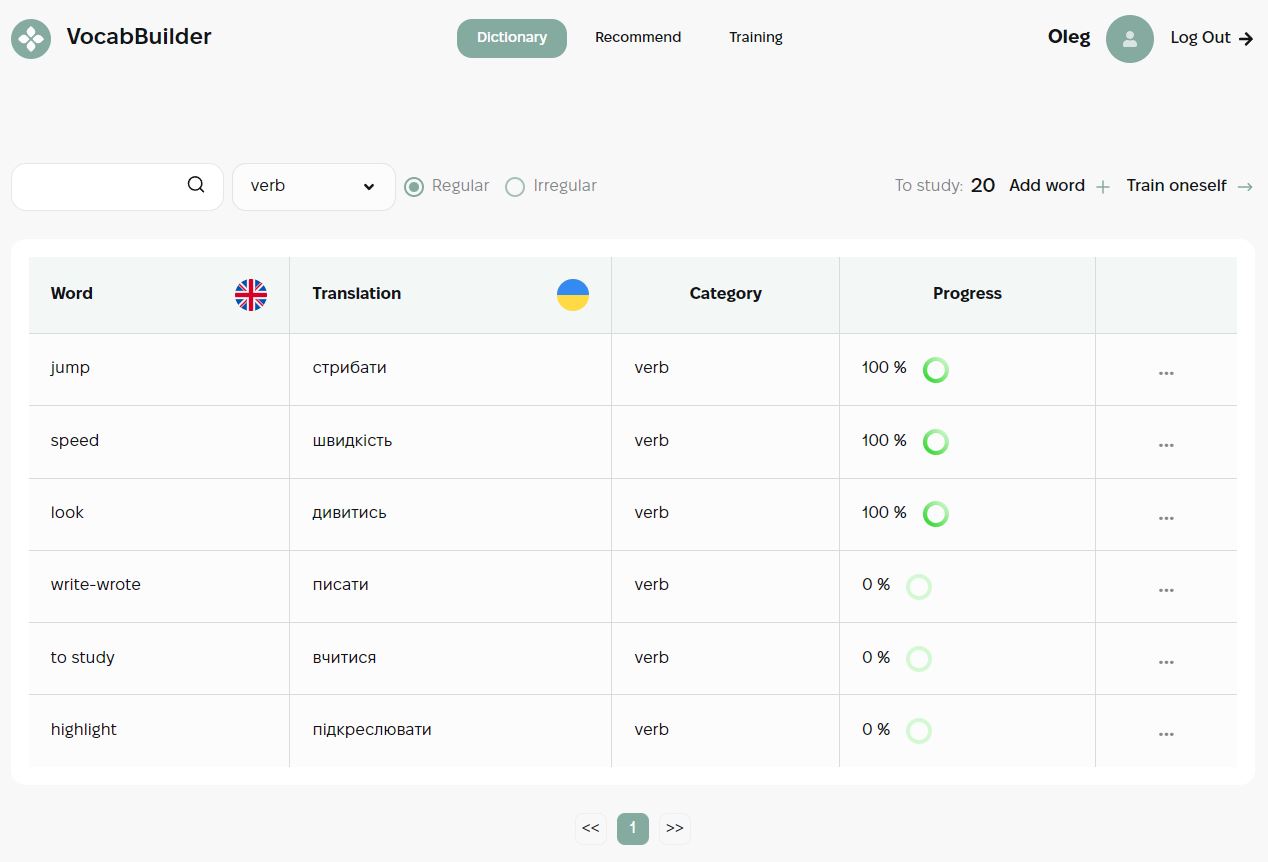 VocabBuilder Dictionary Recommend Training Oleg Log Out
verb Regular Irregular To study: 20 Add word Train oneself
Word Translation Category Progress
jump стрибати verb 100 % ...
speed швидкість verb 100 % ...
look дивитись verb 100 % ...
write-wrote писати verb 0 % ...
to study вчитися verb 0 % ...
highlight підкреслювати verb 0 % ...
<< 1 >>